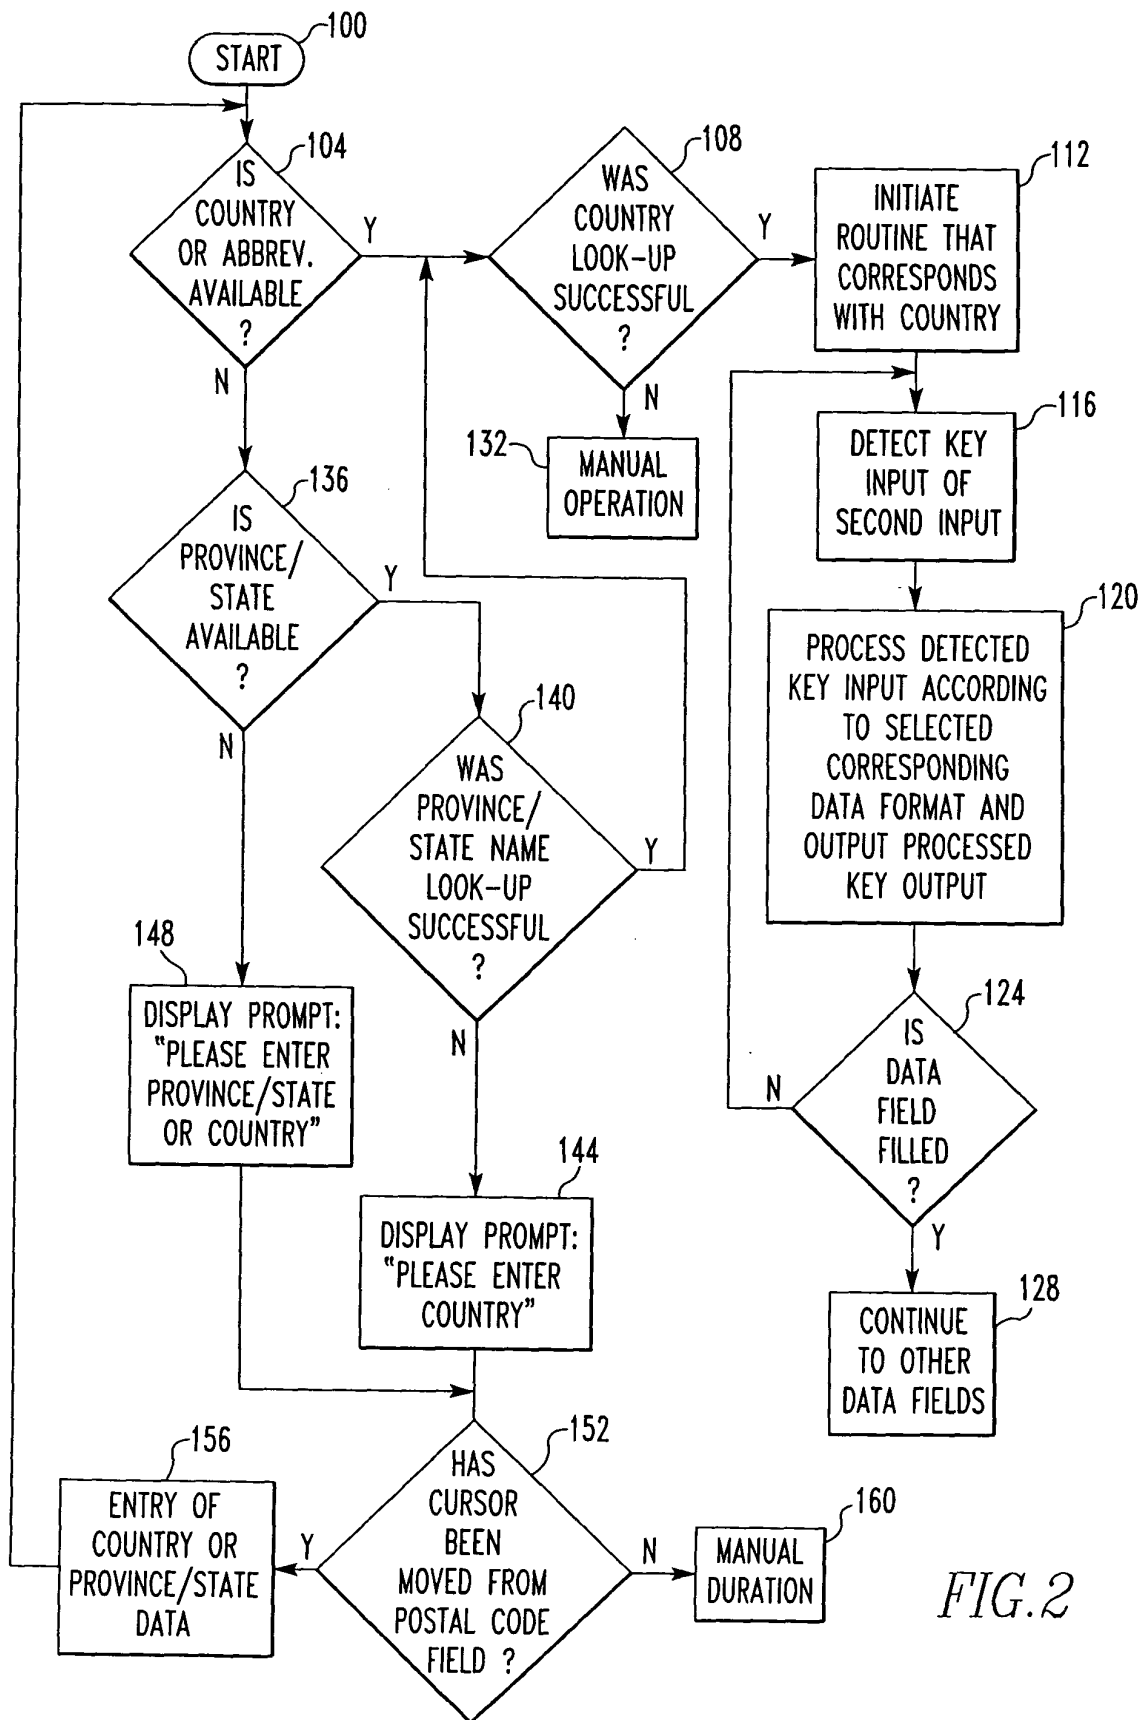 100
START
104
IS
COUNTRY
OR ABBREV.
AVAILABLE
?
Y
N
108
WAS
COUNTRY
LOOK-UP
SUCCESSFUL
?
Y
N
112
INITIATE
ROUTINE THAT
CORRESPONDS
WITH COUNTRY
132
MANUAL
OPERATION
116
DETECT KEY
INPUT OF
SECOND INPUT
136
IS
PROVINCE/
STATE
AVAILABLE
?
Y
N
120
PROCESS DETECTED
KEY INPUT ACCORDING
TO SELECTED
CORRESPONDING
DATA FORMAT AND
OUTPUT PROCESSED
KEY OUTPUT
140
WAS
PROVINCE/
STATE NAME
LOOK-UP
SUCCESSFUL
?
Y
N
148
DISPLAY PROMPT:
"PLEASE ENTER
PROVINCE/STATE
OR COUNTRY"
124
IS
DATA
FIELD
FILLED
?
N
Y
144
DISPLAY PROMPT:
"PLEASE ENTER
COUNTRY"
128
CONTINUE
TO OTHER
DATA FIELDS
156
ENTRY OF
COUNTRY OR
PROVINCE/STATE
DATA
152
HAS
CURSOR
BEEN
MOVED FROM
POSTAL CODE
FIELD ?
Y
N
160
MANUAL
DURATION
FIG.2